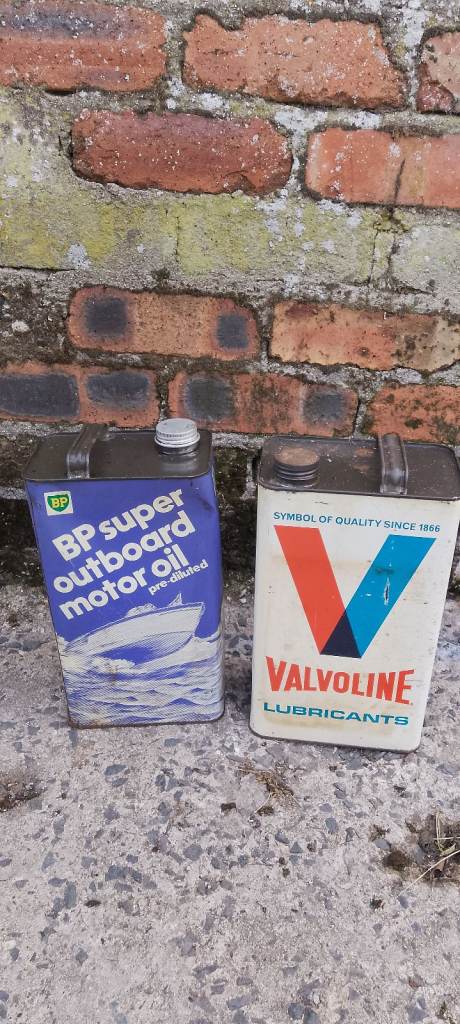 BP
BP super
outboard
motor oil
pre-diluted
SYMBOL OF QUALITY SINCE 1866
V
VALVOLINE
LUBRICANTS